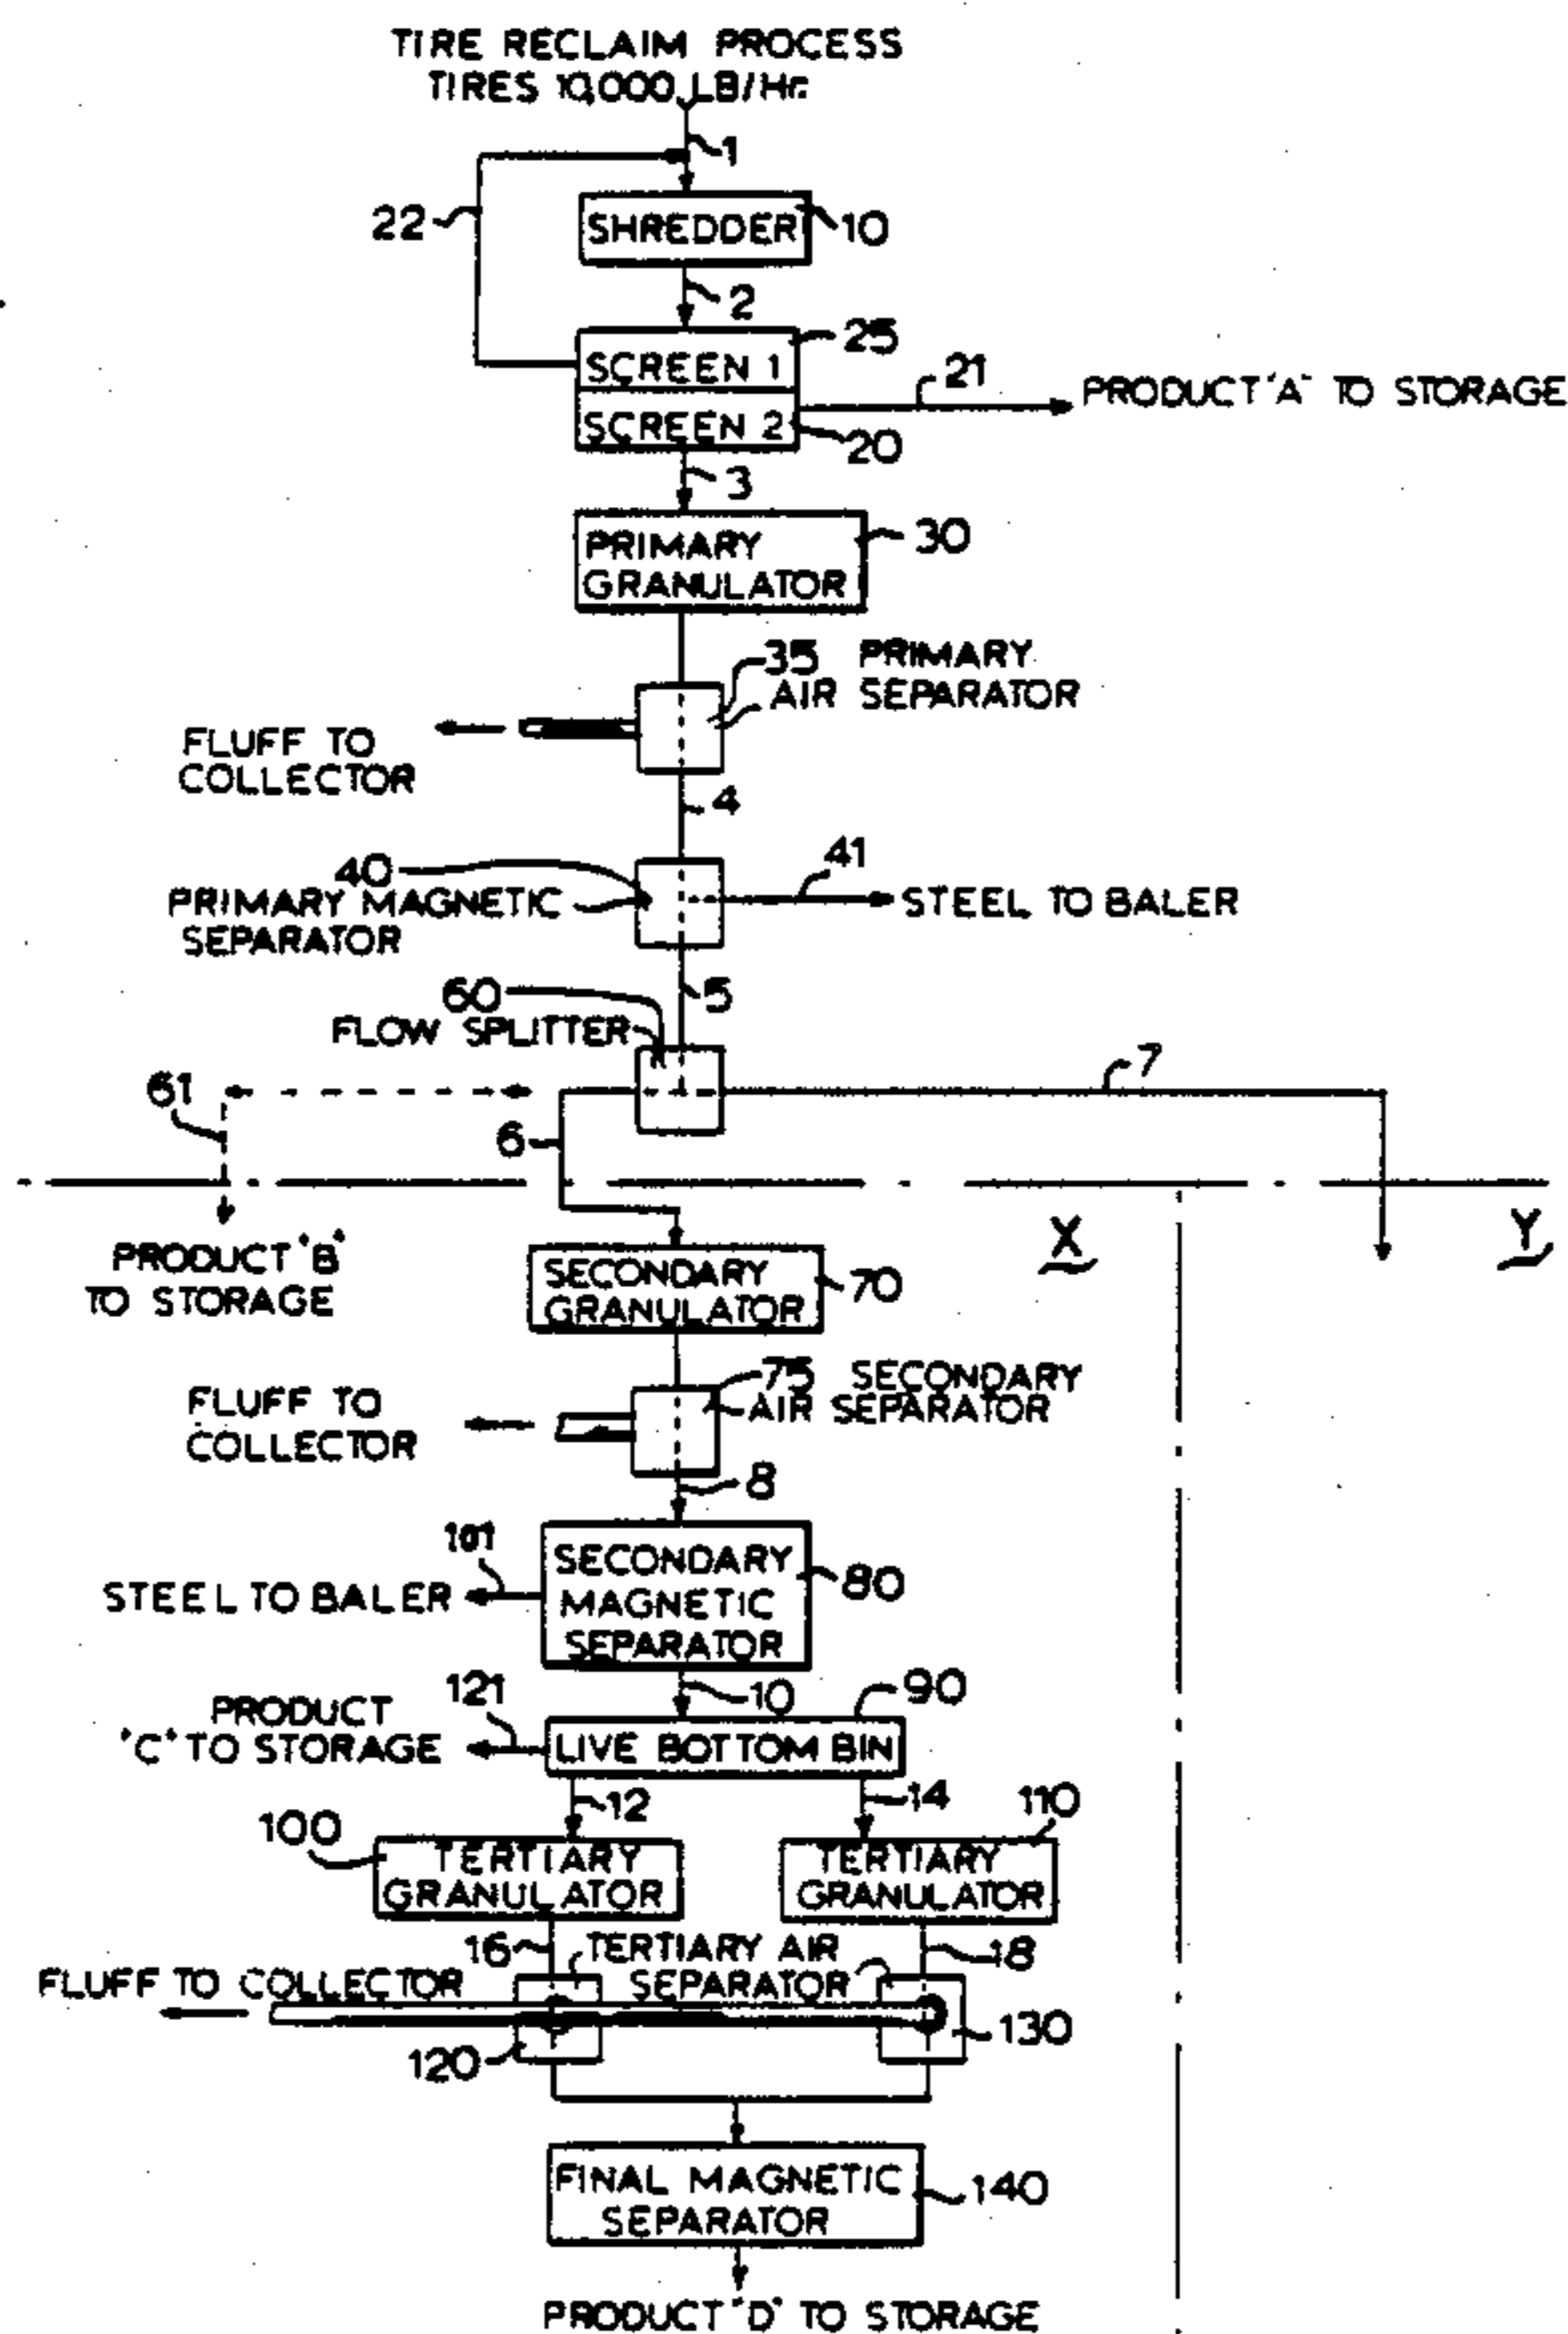 TIRE RECLAIM PROCESS
TIRES 10,000 LB/Hr.
1
22
SHREDDER
10
2
25
SCREEN 1
21
PRODUCT "A" TO STORAGE
SCREEN 2
20
3
30
PRIMARY
GRANULATOR
35 PRIMARY
AIR SEPARATOR
FLUFF TO
COLLECTOR
4
40
41
PRIMARY MAGNETIC
SEPARATOR
STEEL TO BALER
60
5
FLOW SPLITTER
61
7
6
X
Y
PRODUCT "B"
TO STORAGE
SECONDARY
GRANULATOR
70
75 SECONDARY
AIR SEPARATOR
FLUFF TO
COLLECTOR
8
101
STEEL TO BALER
SECONDARY
MAGNETIC
SEPARATOR
80
10
90
121
PRODUCT
"C" TO STORAGE
LIVE BOTTOM BIN
12
14
100
110
TERTIARY
GRANULATOR
TERTIARY
GRANULATOR
16
TERTIARY AIR
SEPARATOR
18
FLUFF TO COLLECTOR
120
130
FINAL MAGNETIC
SEPARATOR
140
PRODUCT "D" TO STORAGE